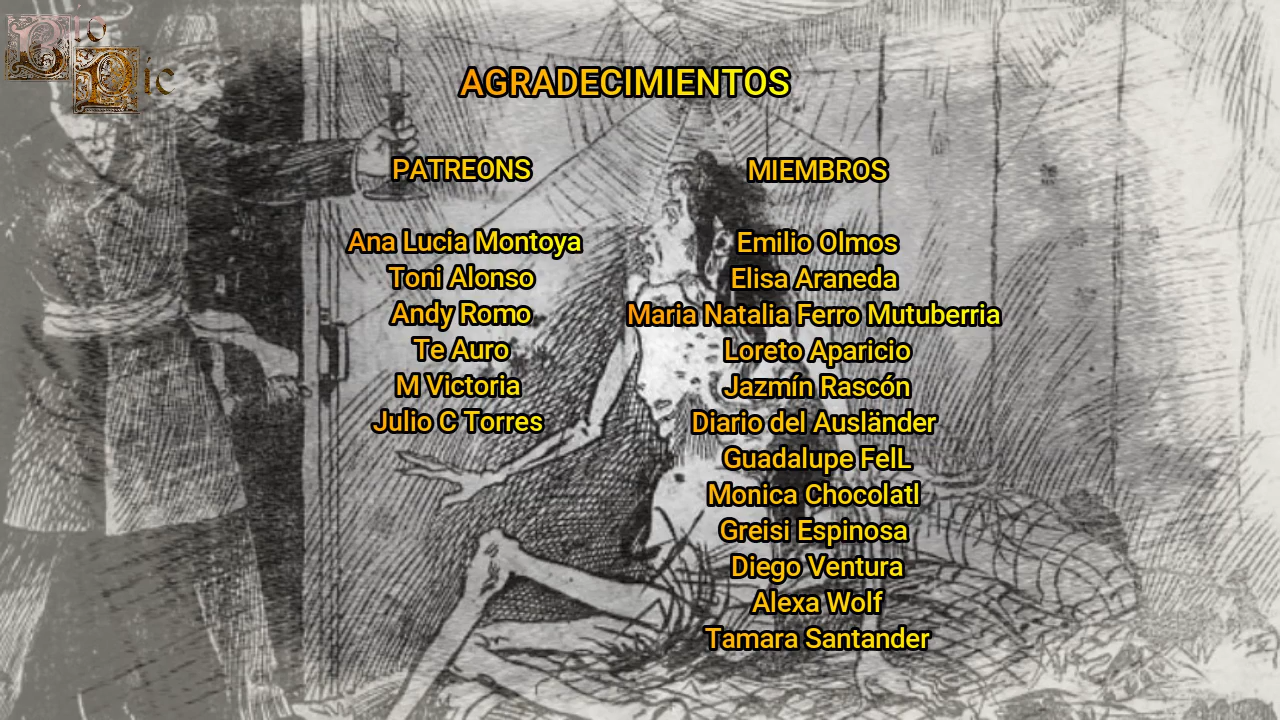 Bio
Dic
AGRADECIMIENTOS
PATREONS
Ana Lucia Montoya
Toni Alonso
Andy Romo
Te Auro
M Victoria
Julio C Torres
MIEMBROS
Emilio Olmos
Elisa Araneda
Maria Natalia Ferro Mutuberria
Loreto Aparicio
Jazmín Rascón
Diario del Ausländer
Guadalupe FelL
Monica Chocolatl
Greisi Espinosa
Diego Ventura
Alexa Wolf
Tamara Santander